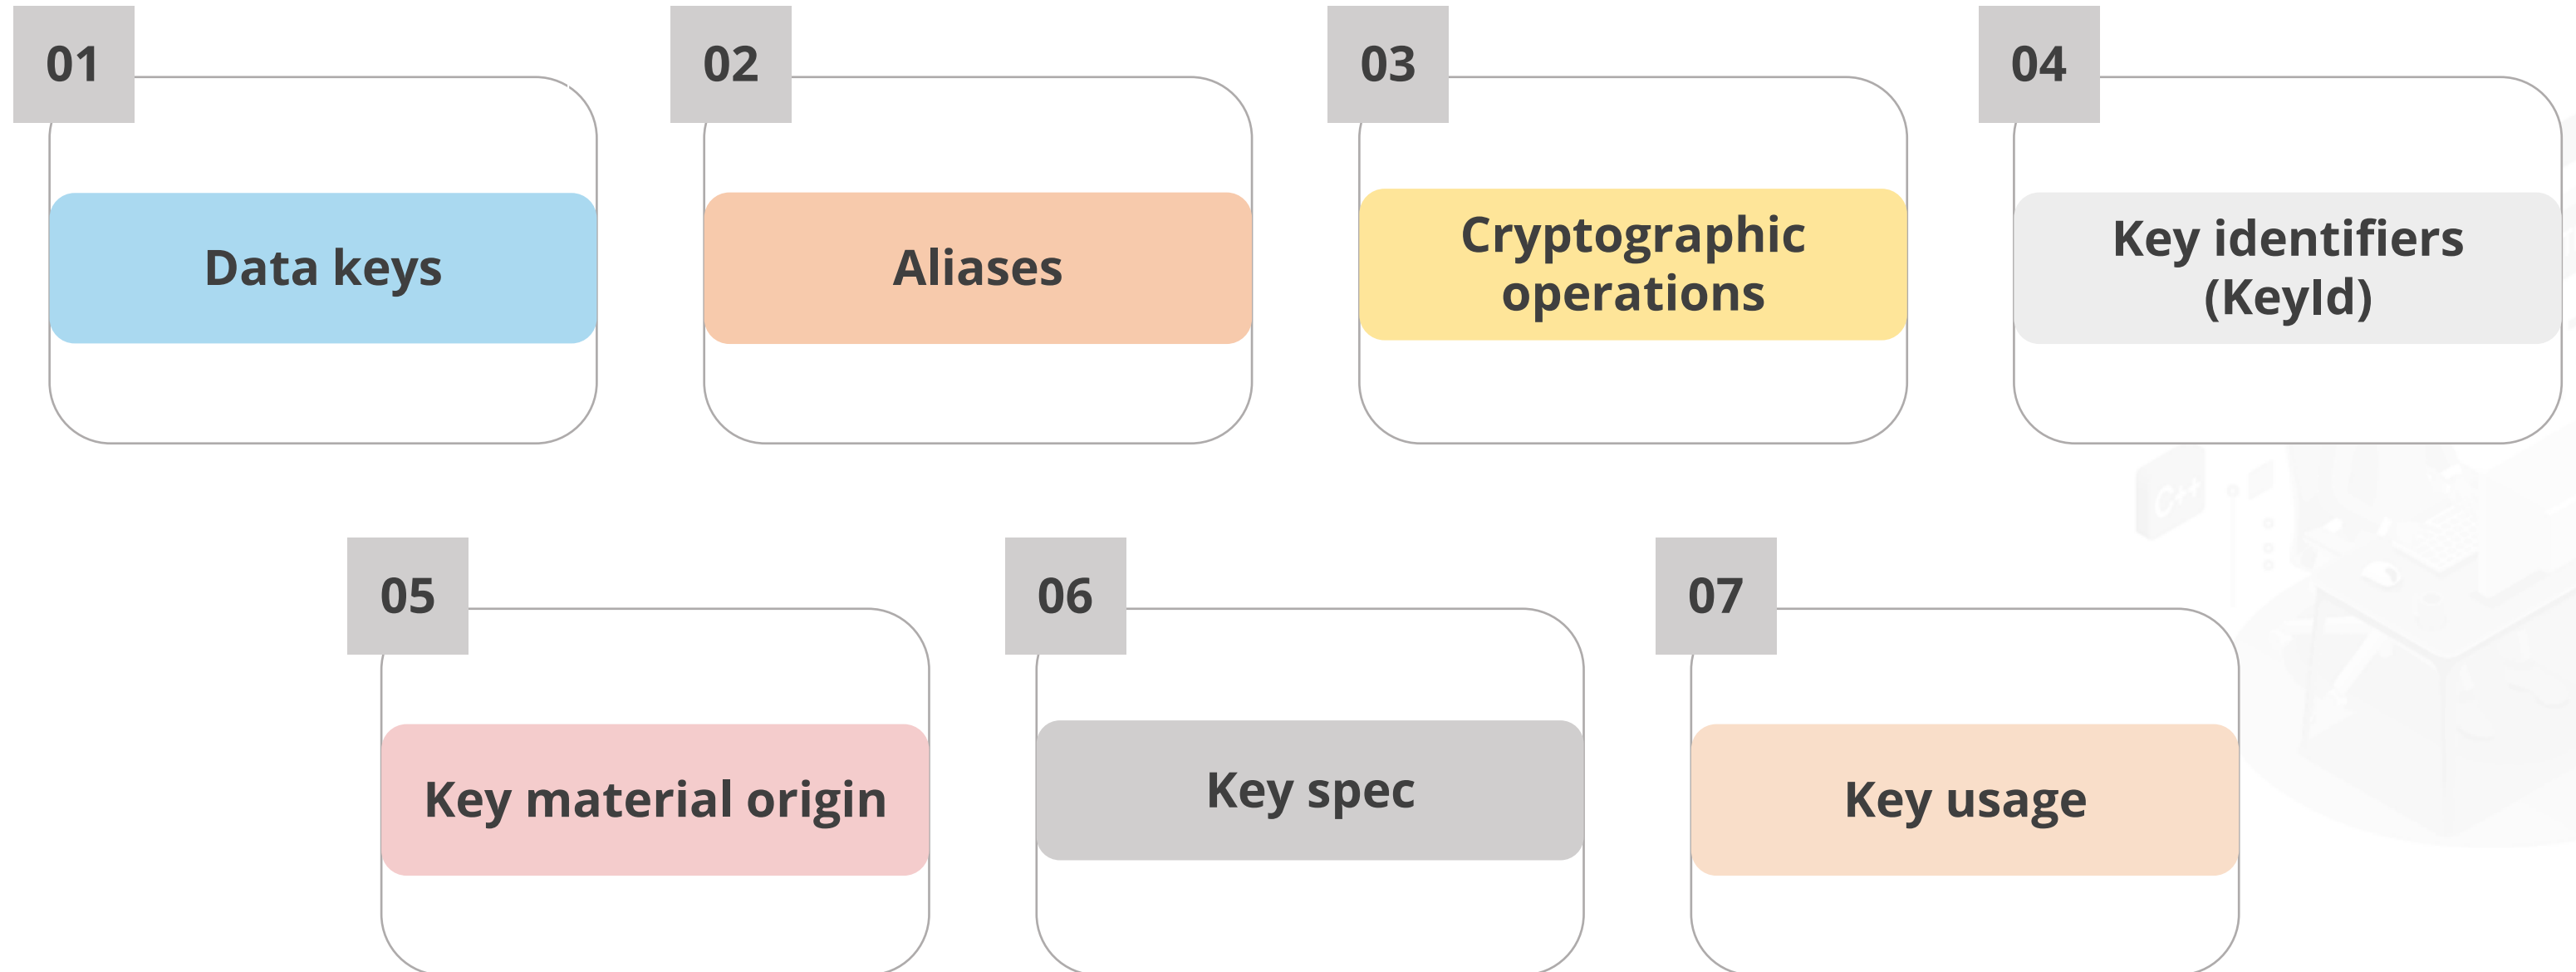 01
02
03
04
Data keys
Aliases
Cryptographic
operations
Key identifiers
(KeyId)
C++
05
06
07
Key material origin
Key spec
Key usage